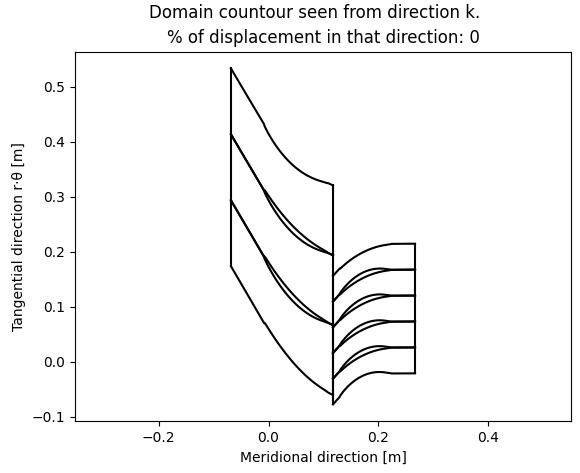 Domain countour seen from direction k.
% of displacement in that direction: 0
Tangential direction r·θ [m]
0.5
0.4
0.3
0.2
0.1
0.0
−0.1
−0.2
0.0
0.2
0.4
Meridional direction [m]